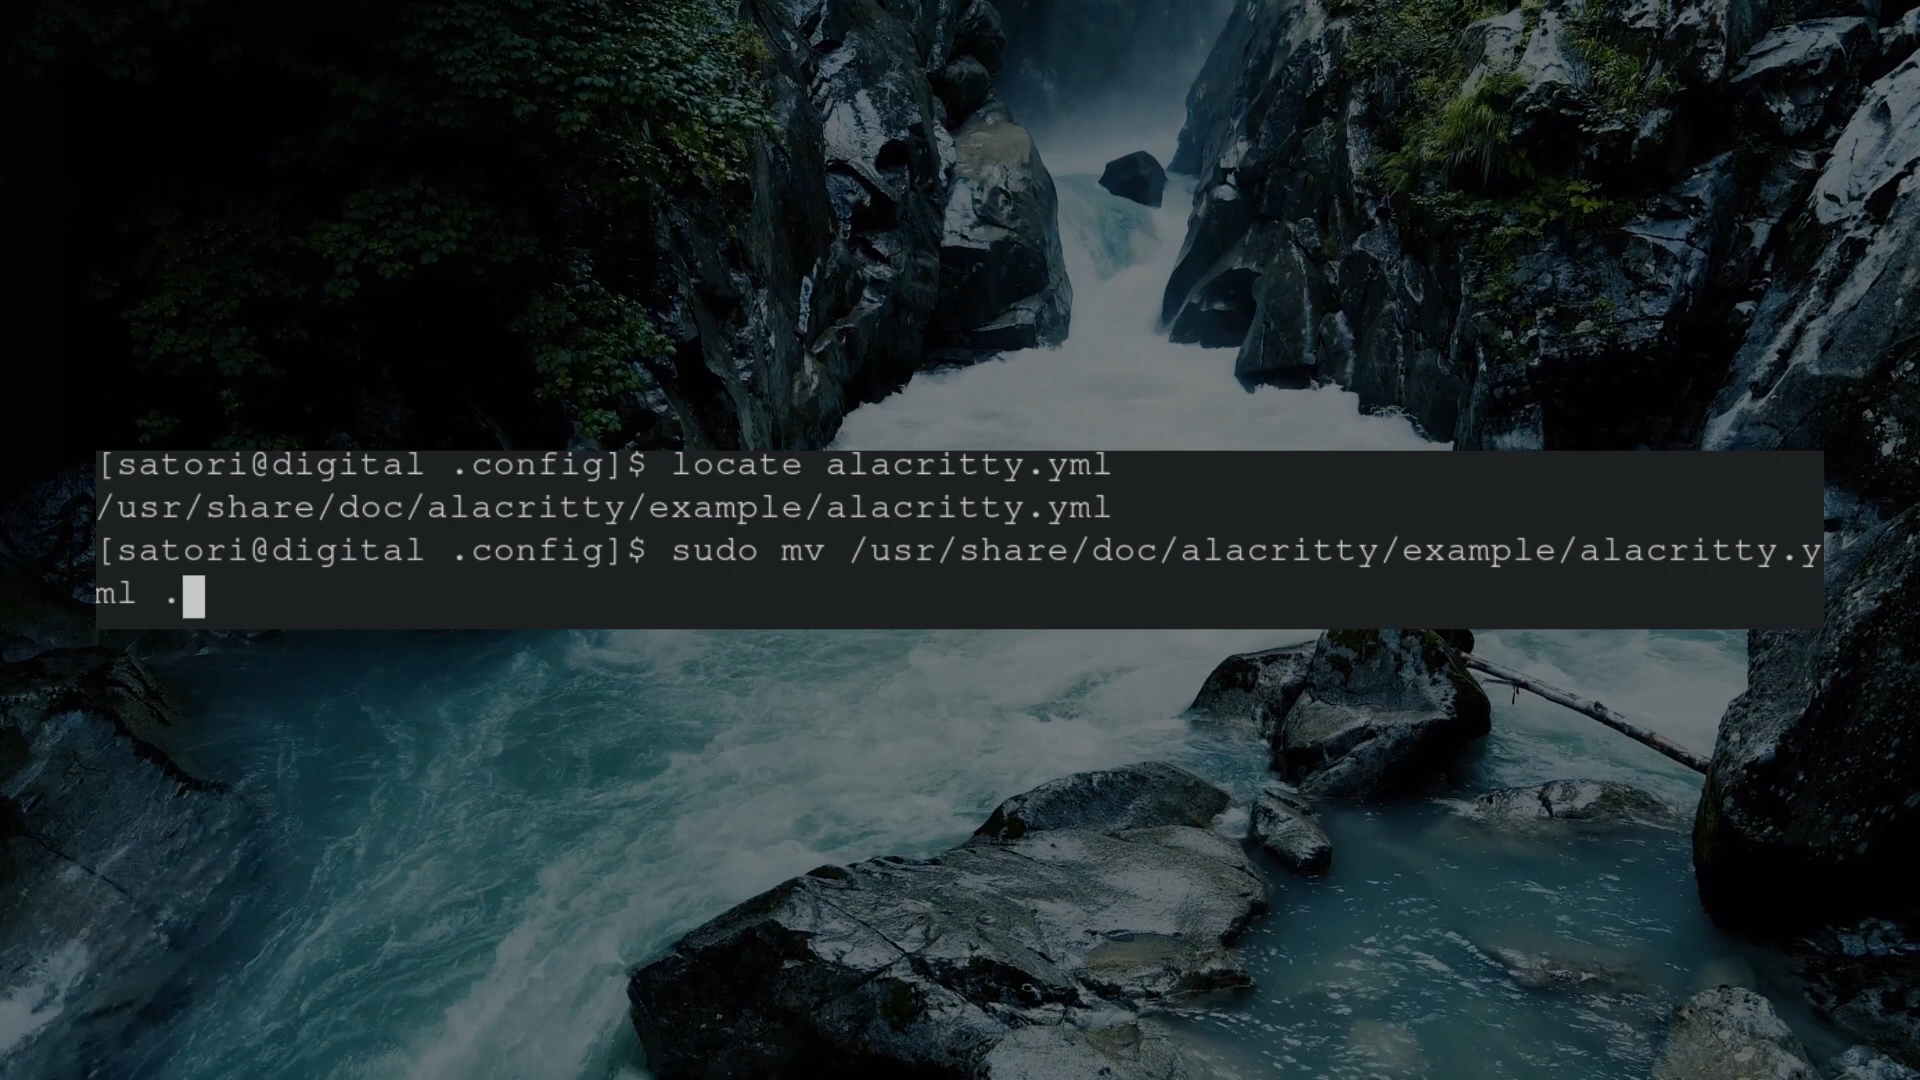 [satori@digital .config]$ locate alacritty.yml
/usr/share/doc/alacritty/example/alacritty.yml
[satori@digital .config]$ sudo mv /usr/share/doc/alacritty/example/alacritty.y
ml .